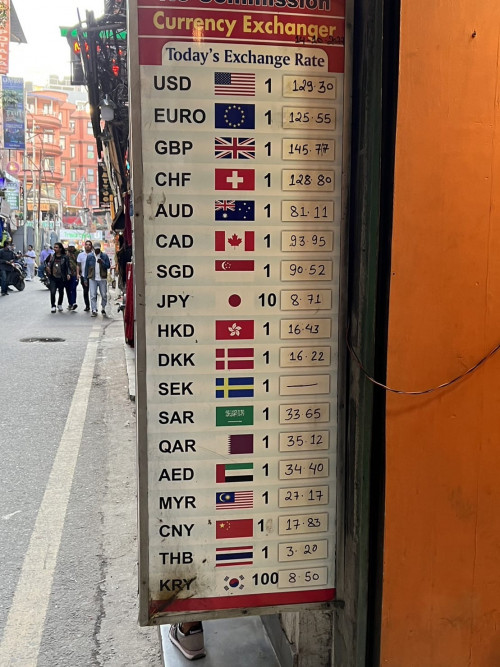 No Commission
Currency Exchanger
Today's Exchange Rate
USD 1 129.30
EURO 1 125.55
GBP 1 145.77
CHF 1 128.80
AUD 1 81.11
CAD 1 93.95
SGD 1 90.52
JPY 10 8.71
HKD 1 16.43
DKK 1 16.22
SEK 1 —
SAR 1 33.65
QAR 1 35.12
AED 1 34.40
MYR 1 27.17
CNY 1 17.83
THB 1 3.20
KRY 100 8.50